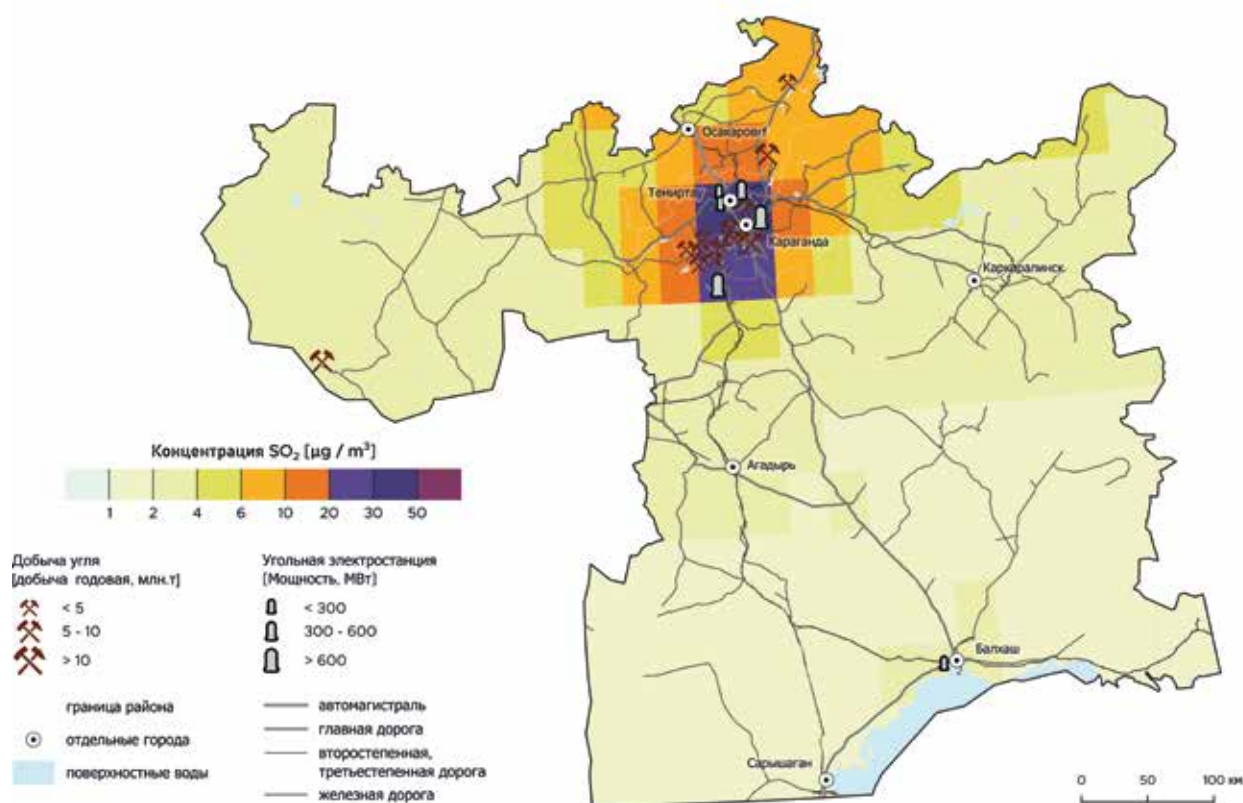 Осакаровт
Тениртау
Караганда
Каркаралинск
Концентрация SO₂ [µg / m³]
1 2 4 6 10 20 30 50
Агадырь
Добыча угля
[добыча годовая, млн.т]
< 5
5 - 10
> 10
Угольная электростанция
[Мощность, МВт]
< 300
300 - 600
> 600
Балхаш
граница района
отдельные города
поверхностные воды
автомагистраль
главная дорога
второстепенная,
третьестепенная дорога
железная дорога
Сарышаган
0 50 100 км